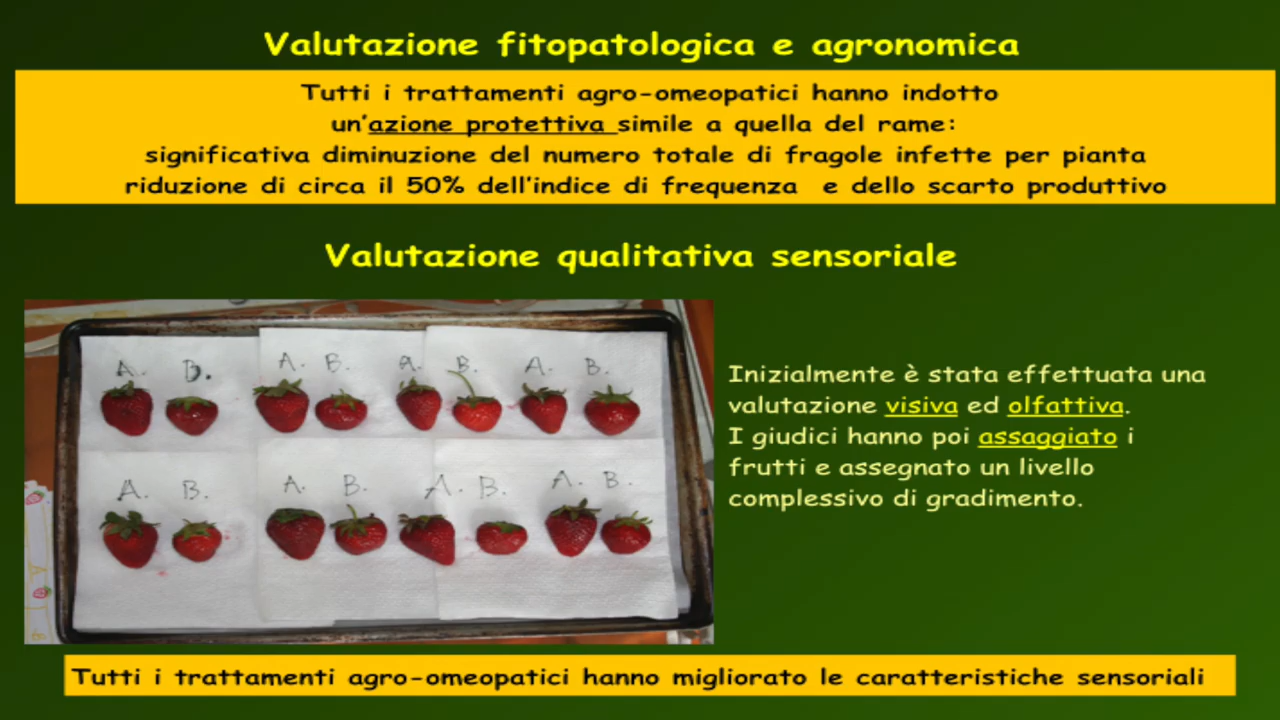 Valutazione fitopatologica e agronomica
Tutti i trattamenti agro-omeopatici hanno indotto
un'azione protettiva simile a quella del rame:
significativa diminuzione del numero totale di fragole infette per pianta
riduzione di circa il 50% dell'indice di frequenza e dello scarto produttivo
Valutazione qualitativa sensoriale
A. B. A. B. a. B. A. B.
A. B. A. B. A. B. A. B.
Inizialmente è stata effettuata una
valutazione visiva ed olfattiva.
I giudici hanno poi assaggiato i
frutti e assegnato un livello
complessivo di gradimento.
Tutti i trattamenti agro-omeopatici hanno migliorato le caratteristiche sensoriali